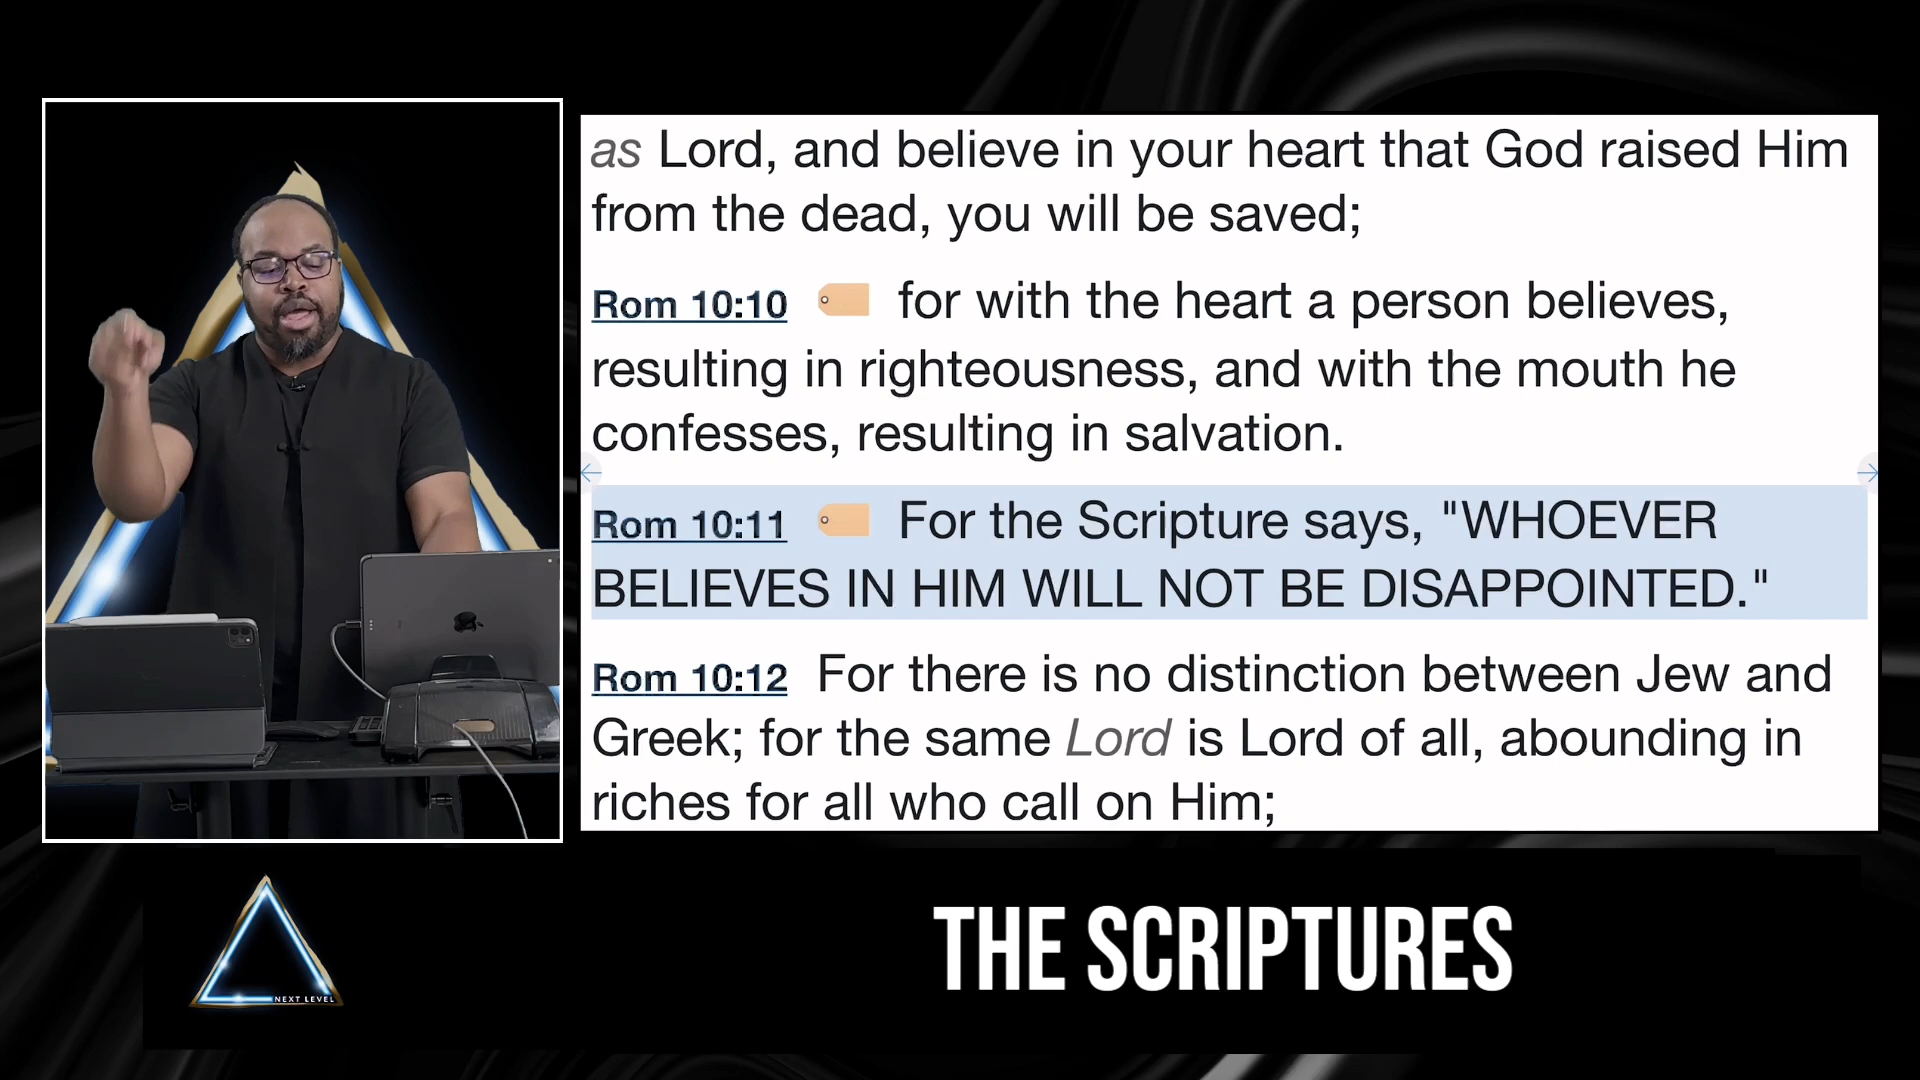 as Lord, and believe in your heart that God raised Him
from the dead, you will be saved;
Rom 10:10 for with the heart a person believes,
resulting in righteousness, and with the mouth he
confesses, resulting in salvation.
Rom 10:11 For the Scripture says, "WHOEVER
BELIEVES IN HIM WILL NOT BE DISAPPOINTED."
Rom 10:12 For there is no distinction between Jew and
Greek; for the same Lord is Lord of all, abounding in
riches for all who call on Him;
NEXT LEVEL
THE SCRIPTURES